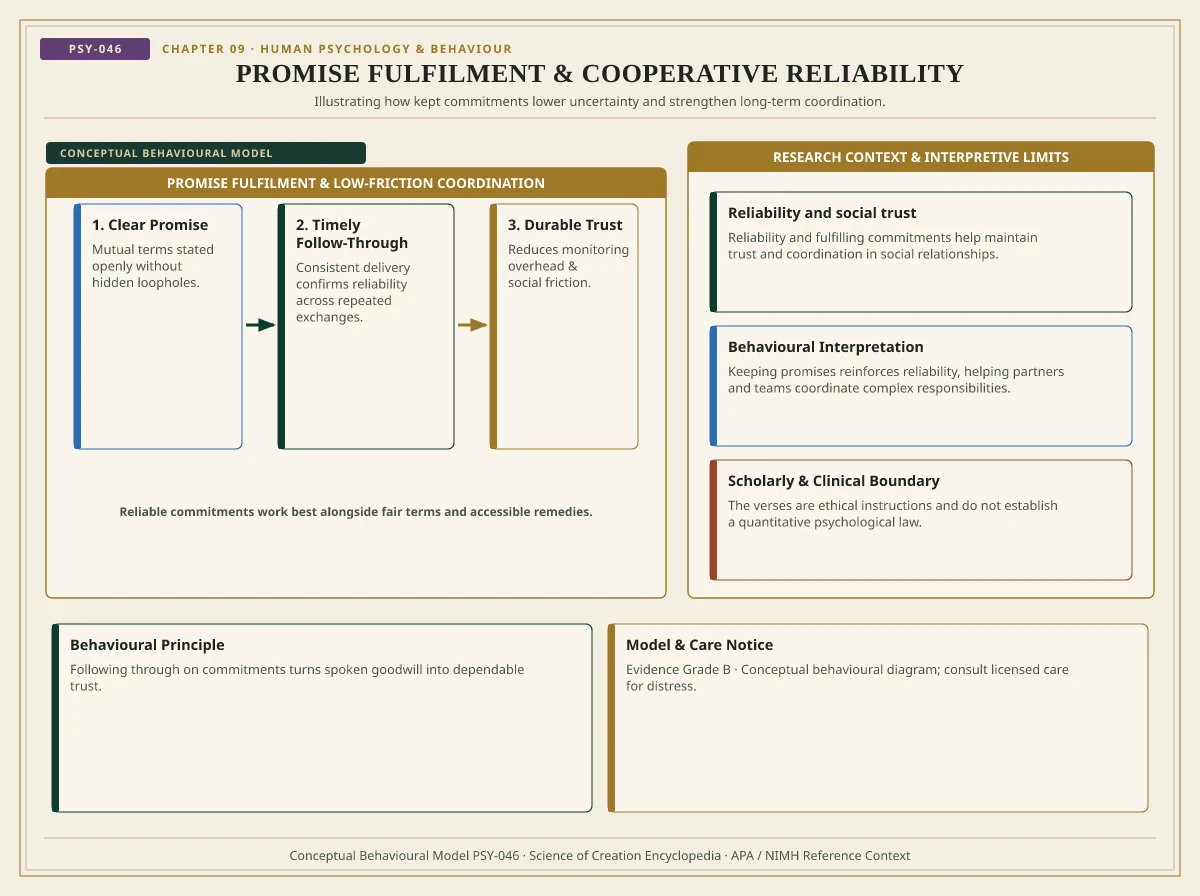 PSY-046
CHAPTER 09 · HUMAN PSYCHOLOGY & BEHAVIOUR
PROMISE FULFILMENT & COOPERATIVE RELIABILITY
Illustrating how kept commitments lower uncertainty and strengthen long-term coordination.
CONCEPTUAL BEHAVIOURAL MODEL
PROMISE FULFILMENT & LOW-FRICTION COORDINATION
1. Clear Promise
Mutual terms stated
openly without
hidden loopholes.
2. Timely
Follow-Through
Consistent delivery
confirms reliability
across repeated
exchanges.
3. Durable Trust
Reduces monitoring
overhead &
social friction.
Reliable commitments work best alongside fair terms and accessible remedies.
RESEARCH CONTEXT & INTERPRETIVE LIMITS
Reliability and social trust
Reliability and fulfilling commitments help maintain
trust and coordination in social relationships.
Behavioural Interpretation
Keeping promises reinforces reliability, helping partners
and teams coordinate complex responsibilities.
Scholarly & Clinical Boundary
The verses are ethical instructions and do not establish
a quantitative psychological law.
Behavioural Principle
Following through on commitments turns spoken goodwill into dependable
trust.
Model & Care Notice
Evidence Grade B · Conceptual behavioural diagram; consult licensed care
for distress.
Conceptual Behavioural Model PSY-046 · Science of Creation Encyclopedia · APA / NIMH Reference Context